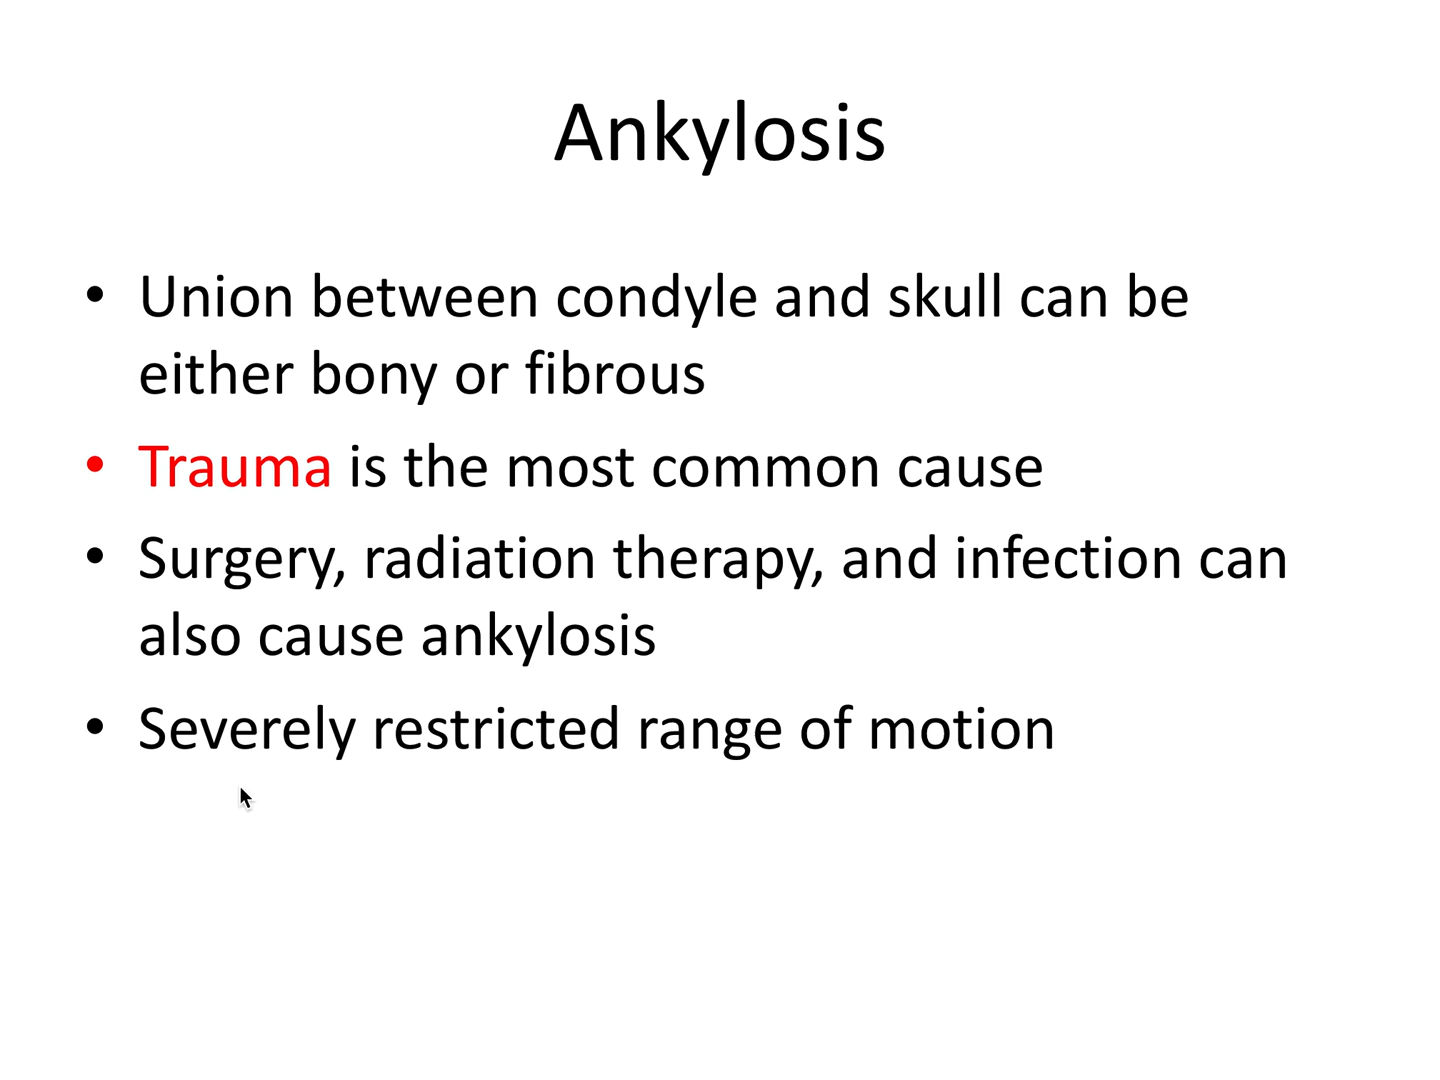 Ankylosis
• Union between condyle and skull can be
either bony or fibrous
• Trauma is the most common cause
• Surgery, radiation therapy, and infection can
also cause ankylosis
• Severely restricted range of motion